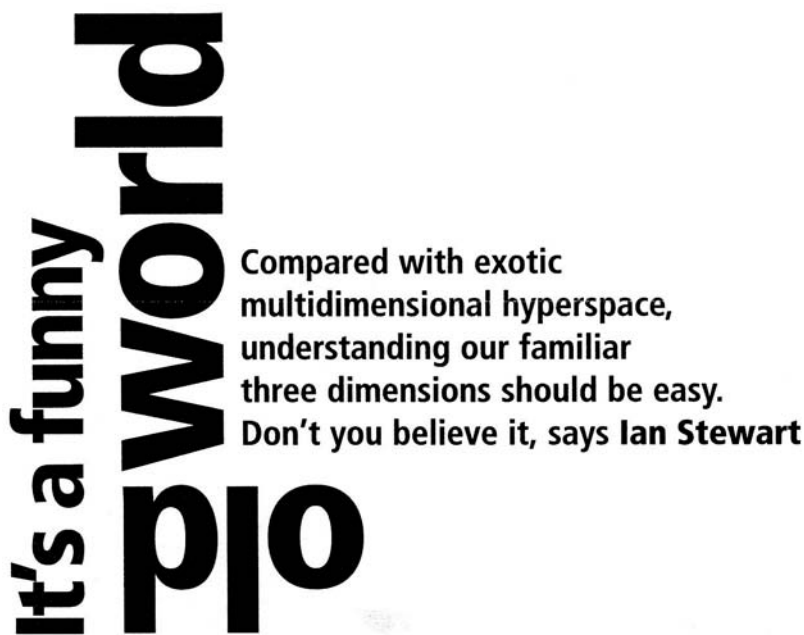 It's a funny
old
world
Compared with exotic
multidimensional hyperspace,
understanding our familiar
three dimensions should be easy.
Don't you believe it, says Ian Stewart